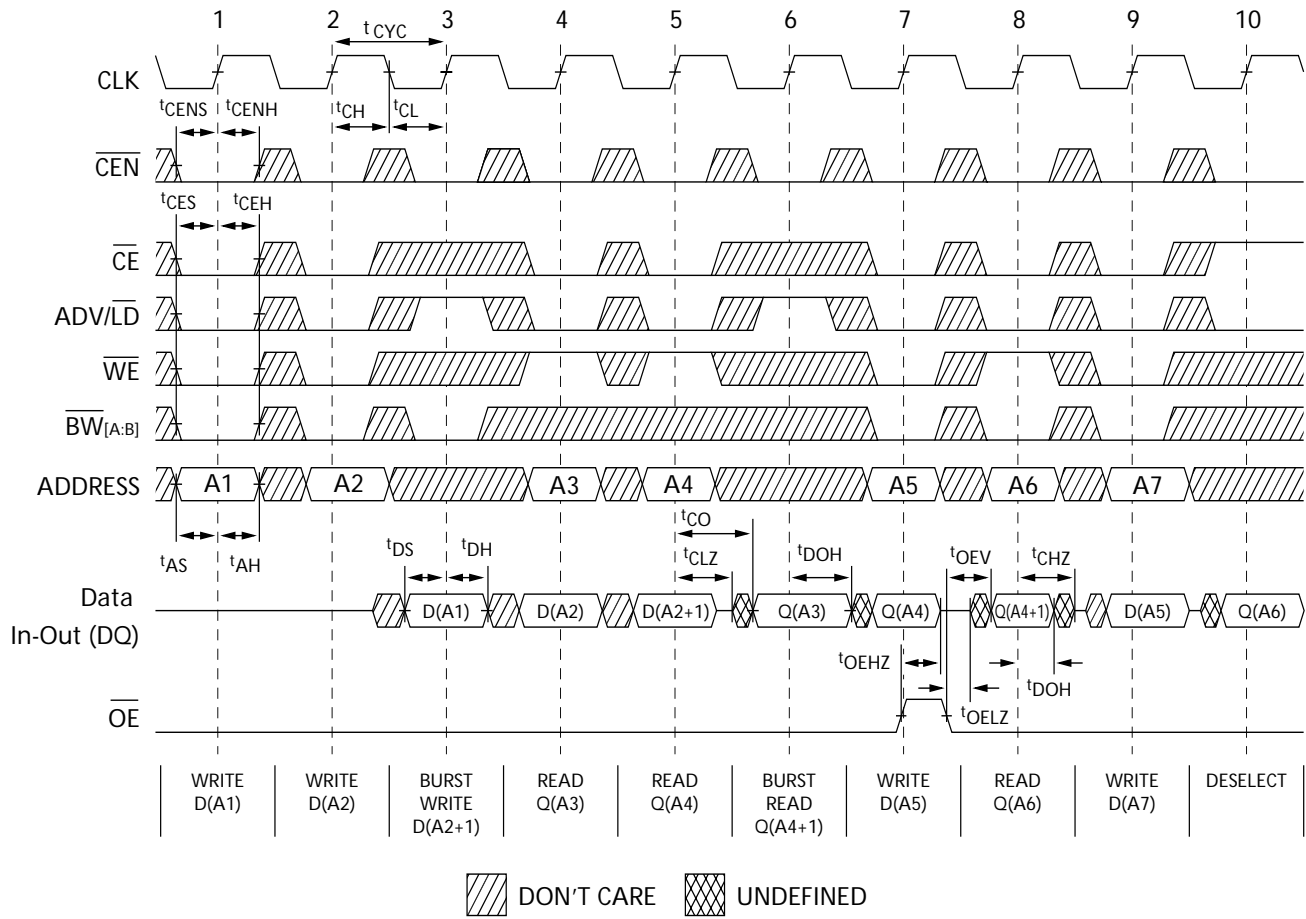 1 2 3 4 5 6 7 8 9 10
tCYC
CLK
tCENS tCENH tCH tCL
CEN
tCES tCEH
CE
ADV/LD
WE
BW[A:B]
ADDRESS A1 A2 A3 A4 A5 A6 A7
tCO
tAS tAH tDS tDH tCLZ tDOH tOEV tCHZ
Data
In-Out (DQ)
D(A1) D(A2) D(A2+1) Q(A3) Q(A4) Q(A4+1) D(A5) Q(A6)
tOEHZ tDOH
tOELZ
OE
WRITE
D(A1)
WRITE
D(A2)
BURST
WRITE
D(A2+1)
READ
Q(A3)
READ
Q(A4)
BURST
READ
Q(A4+1)
WRITE
D(A5)
READ
Q(A6)
WRITE
D(A7)
DESELECT
DON'T CARE
UNDEFINED